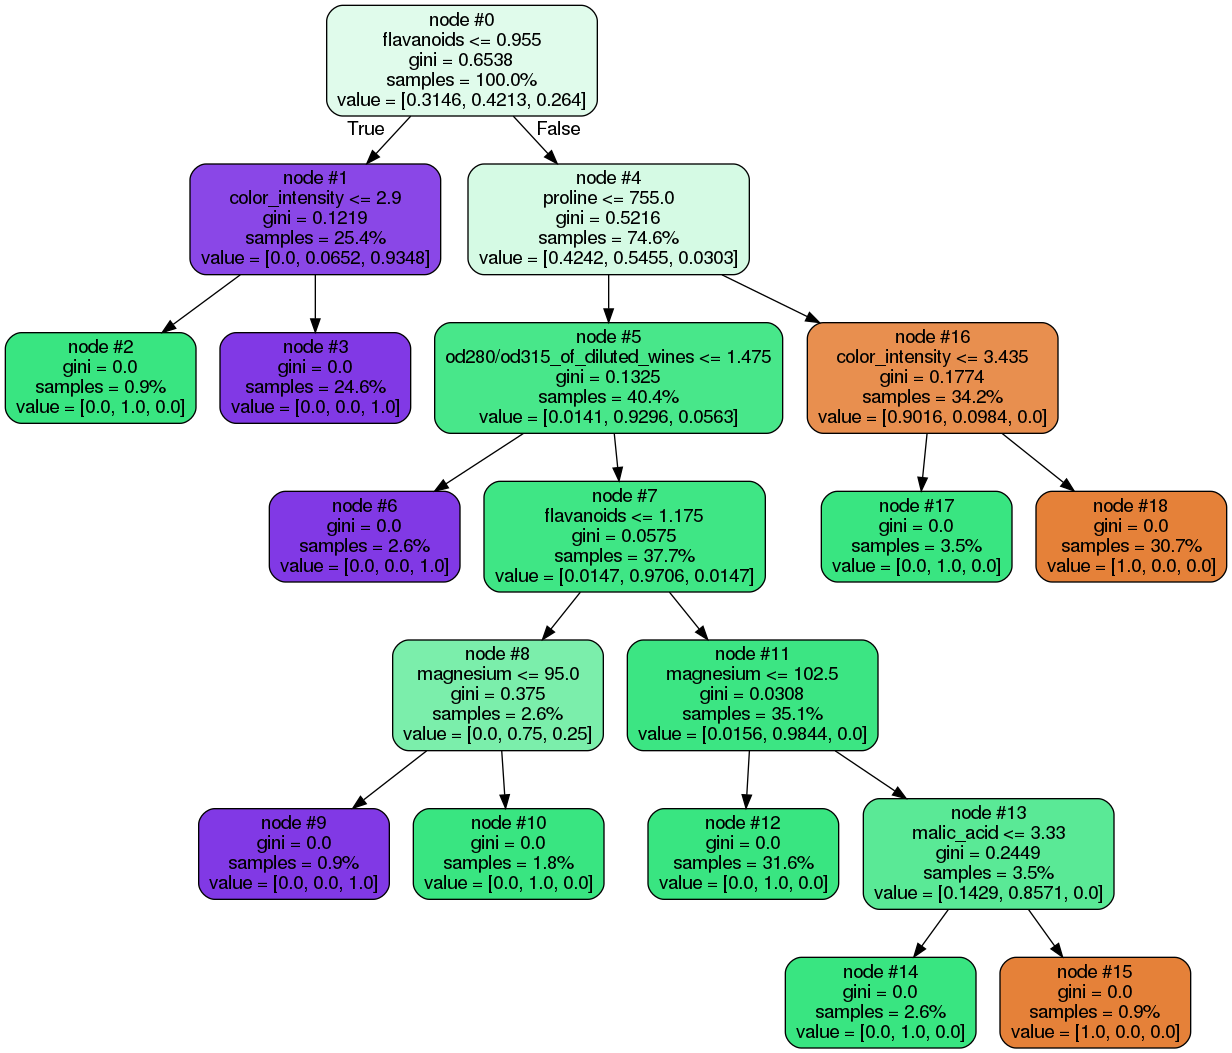 node #0
flavanoids <= 0.955
gini = 0.6538
samples = 100.0%
value = [0.3146, 0.4213, 0.264]
True
False
node #1
color_intensity <= 2.9
gini = 0.1219
samples = 25.4%
value = [0.0, 0.0652, 0.9348]
node #4
proline <= 755.0
gini = 0.5216
samples = 74.6%
value = [0.4242, 0.5455, 0.0303]
node #2
gini = 0.0
samples = 0.9%
value = [0.0, 1.0, 0.0]
node #3
gini = 0.0
samples = 24.6%
value = [0.0, 0.0, 1.0]
node #5
od280/od315_of_diluted_wines <= 1.475
gini = 0.1325
samples = 40.4%
value = [0.0141, 0.9296, 0.0563]
node #16
color_intensity <= 3.435
gini = 0.1774
samples = 34.2%
value = [0.9016, 0.0984, 0.0]
node #6
gini = 0.0
samples = 2.6%
value = [0.0, 0.0, 1.0]
node #7
flavanoids <= 1.175
gini = 0.0575
samples = 37.7%
value = [0.0147, 0.9706, 0.0147]
node #17
gini = 0.0
samples = 3.5%
value = [0.0, 1.0, 0.0]
node #18
gini = 0.0
samples = 30.7%
value = [1.0, 0.0, 0.0]
node #8
magnesium <= 95.0
gini = 0.375
samples = 2.6%
value = [0.0, 0.75, 0.25]
node #11
magnesium <= 102.5
gini = 0.0308
samples = 35.1%
value = [0.0156, 0.9844, 0.0]
node #9
gini = 0.0
samples = 0.9%
value = [0.0, 0.0, 1.0]
node #10
gini = 0.0
samples = 1.8%
value = [0.0, 1.0, 0.0]
node #12
gini = 0.0
samples = 31.6%
value = [0.0, 1.0, 0.0]
node #13
malic_acid <= 3.33
gini = 0.2449
samples = 3.5%
value = [0.1429, 0.8571, 0.0]
node #14
gini = 0.0
samples = 2.6%
value = [0.0, 1.0, 0.0]
node #15
gini = 0.0
samples = 0.9%
value = [1.0, 0.0, 0.0]